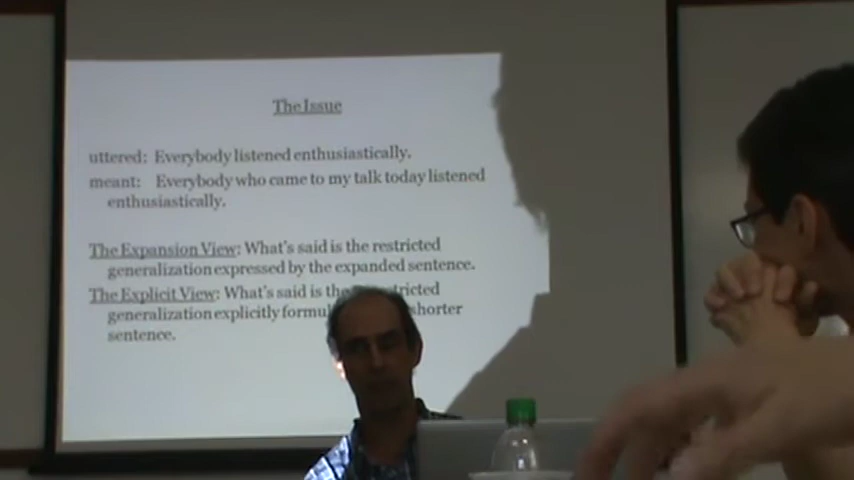 The Issue
uttered: Everybody listened enthusiastically.
meant: Everybody who came to my talk today listened
enthusiastically.
The Expansion View: What's said is the restricted
generalization expressed by the expanded sentence.
The Explicit View: What's said is the
generalization explicitly shorter
sentence.